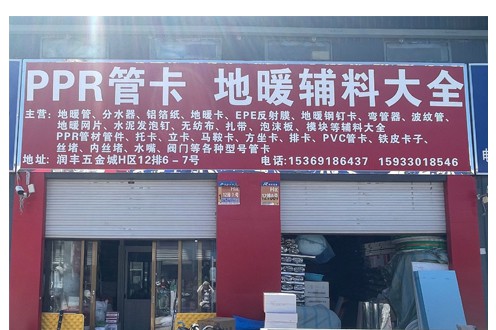 PPR管卡 地暖辅料大全
主营：地暖管、分水器、铝箔纸、地暖卡、EPE反射膜、地暖钢钉卡、弯管器、波纹管、
地暖网片、水泥发泡钉、无纺布、扎带、泡沫板、模块等辅料大全
PPR管材管件、托卡、立卡、马鞍卡、方坐卡、排卡、PVC管卡、铁皮卡子、
丝堵、内丝堵、水嘴、阀门等各种型号管卡
地址：润丰五金城H区12排6-7号 电话:15369186437 15933018546